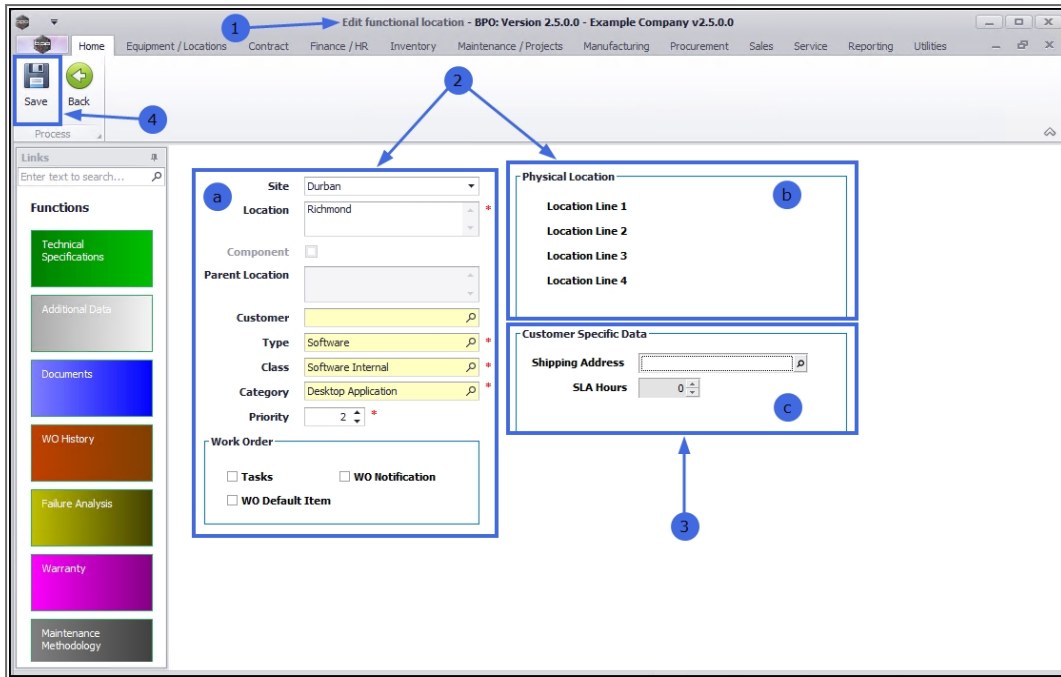 Edit functional location - BPO: Version 2.5.0.0 - Example Company v2.5.0.0
1
Home Equipment / Locations Contract Finance / HR Inventory Maintenance / Projects Manufacturing Procurement Sales Service Reporting Utilities
Save Back
2
4
Process
Links
Enter text to search...
Functions
Technical
Specifications
Additional Data
Documents
WO History
Failure Analysis
Warranty
Maintenance
Methodology
a
Site Durban
Location Richmond *
Component
Parent Location
Customer
Type Software *
Class Software Internal *
Category Desktop Application *
Priority 2 *
Work Order
Tasks WO Notification
WO Default Item
Physical Location
b
Location Line 1
Location Line 2
Location Line 3
Location Line 4
Customer Specific Data
Shipping Address
SLA Hours 0
c
3